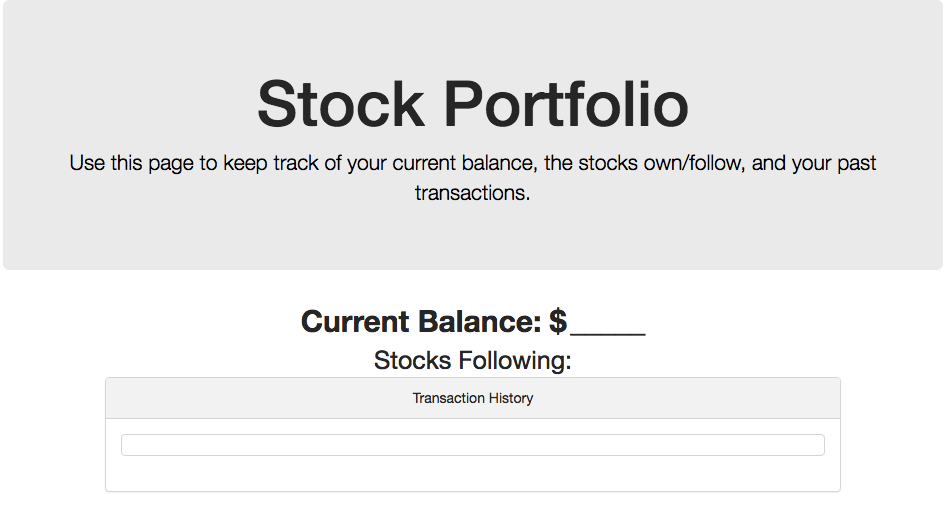 Stock Portfolio
Use this page to keep track of your current balance, the stocks own/follow, and your past
transactions.
Current Balance: $_____
Stocks Following:
Transaction History